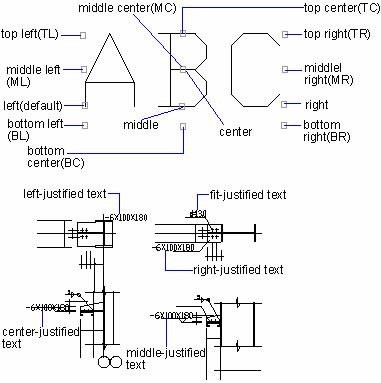 middle center(MC)
top center(TC)
top left(TL)
top right(TR)
middle left
(ML)
middlel
right(MR)
left(default)
right
bottom left
(BL)
middle
center
bottom
right(BR)
bottom
center(BC)
ABC
left-justified text
fit-justified text
-6X100X180
-6X100X180
right-justified text
-6X100X180
-6X100X180
center-justified
text
middle-justified
text